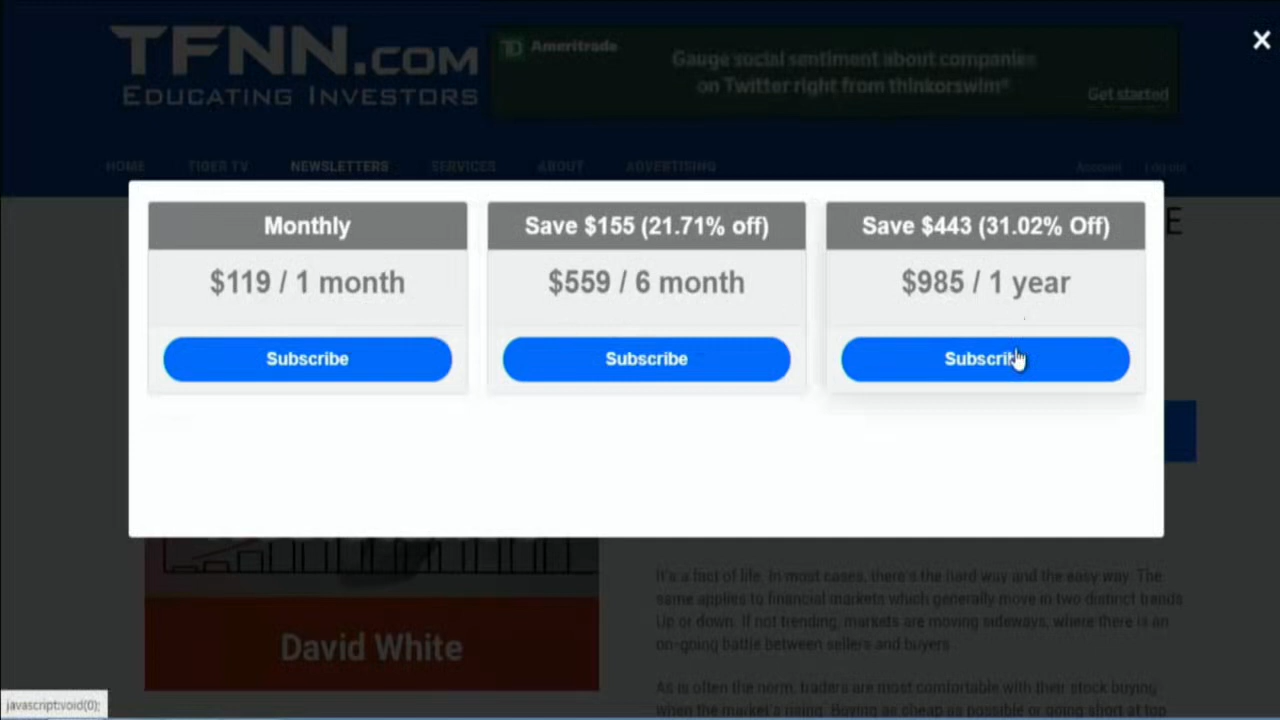 TFNN.COM
EDUCATING INVESTORS
TD Ameritrade
Gauge social sentiment about companies
on Twitter right from thinkorswim®
Get started
×
HOME TIGER TV NEWSLETTERS SERVICES ABOUT ADVERTISING Account Log out
E
Monthly
$119 / 1 month
Subscribe
Save $155 (21.71% off)
$559 / 6 month
Subscribe
Save $443 (31.02% Off)
$985 / 1 year
Subscribe
David White
It's a fact of life. In most cases, there's the hard way and the easy way. The
same applies to financial markets which generally move in two distinct bands
Up or down. If not trending, markets are moving sideways, where there is an
on-going battle between sellers and buyers
As is often the norm, traders are most comfortable with their stock buying
when the market's rising. Buying as cheap as possible or going short at top
javascript:void(0);